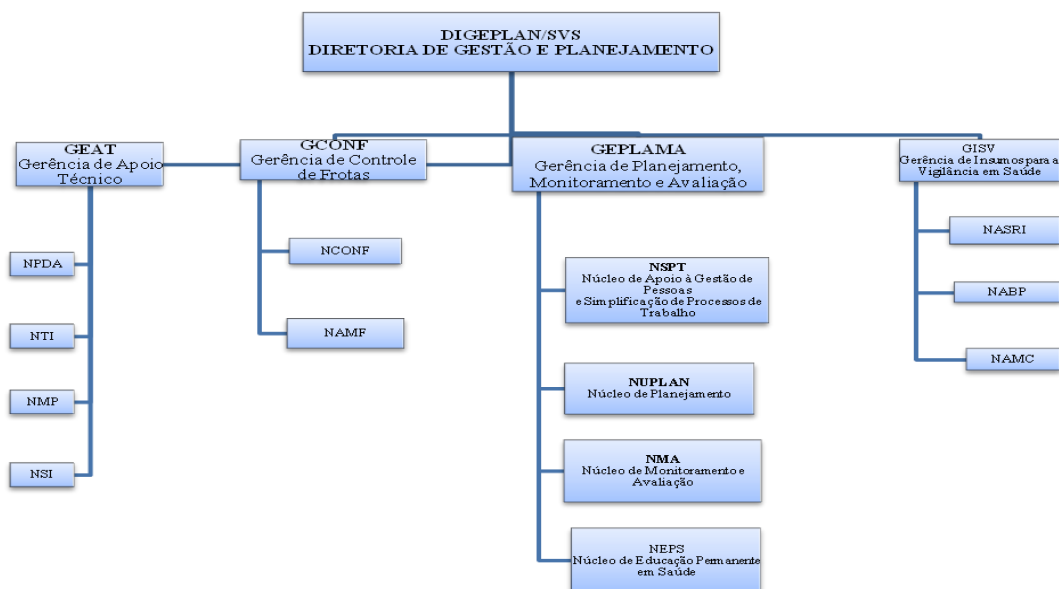 DIGEPLAN/SVS
DIRETORIA DE GESTÃO E PLANEJAMENTO
GEAT
Gerência de Apoio
Técnico
NPDA
NTI
NMP
NSI
GCONF
Gerência de Controle
de Frotas
NCONF
NAMF
GEPLAMA
Gerência de Planejamento,
Monitoramento e Avaliação
NSPT
Núcleo de Apoio à Gestão de
Pessoas
e Simplificação de Processos de
Trabalho
NUPLAN
Núcleo de Planejamento
NMA
Núcleo de Monitoramento e
Avaliação
NEPS
Núcleo de Educação Permanente
em Saúde
GISV
Gerência de Insumos para a
Vigilância em Saúde
NASRI
NABP
NAMC